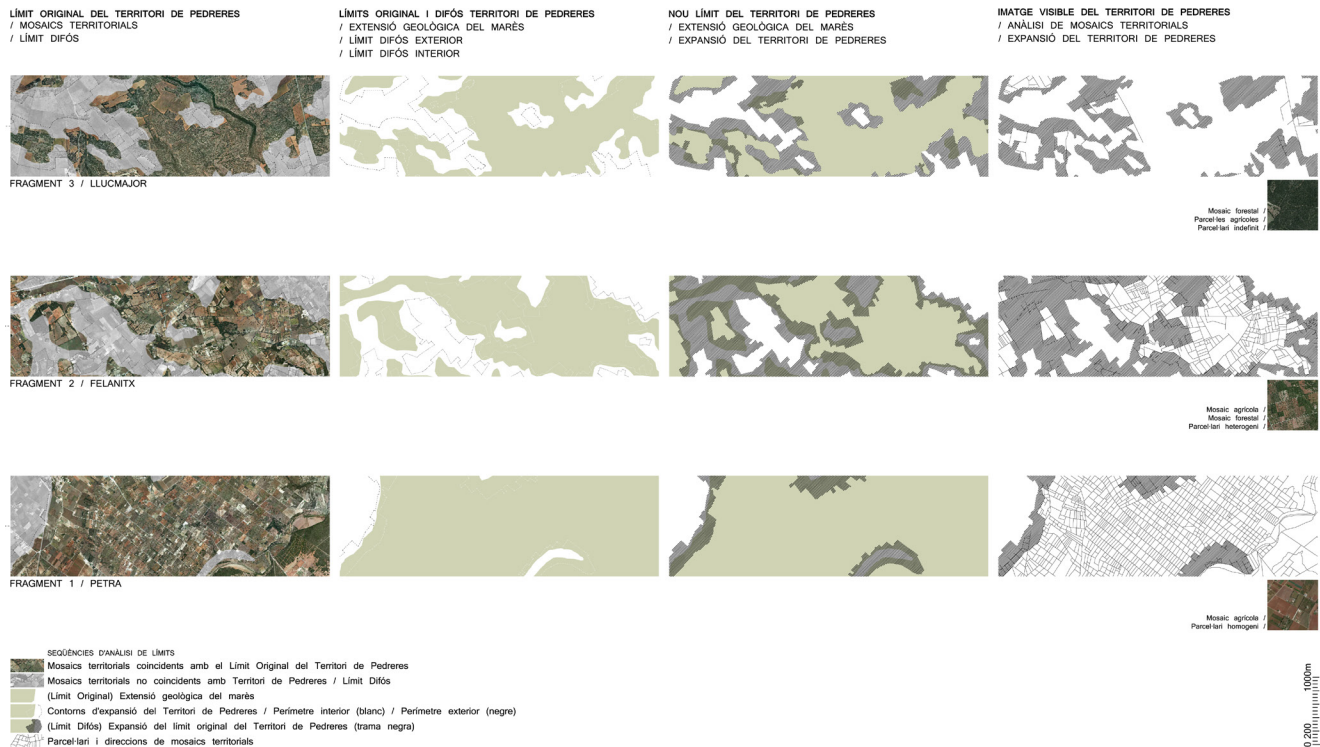 LÍMIT ORIGINAL DEL TERRITORI DE PEDRERES
/ MOSAICS TERRITORIALS
/ LÍMIT DIFÓS
LÍMITS ORIGINAL I DIFÓS TERRITORI DE PEDRERES
/ EXTENSIÓ GEOLÒGICA DEL MARÈS
/ LÍMIT DIFÓS EXTERIOR
/ LÍMIT DIFÓS INTERIOR
NOU LÍMIT DEL TERRITORI DE PEDRERES
/ EXTENSIÓ GEOLÒGICA DEL MARÈS
/ EXPANSIÓ DEL TERRITORI DE PEDRERES
IMATGE VISIBLE DEL TERRITORI DE PEDRERES
/ ANÀLISI DE MOSAICS TERRITORIALS
/ EXPANSIÓ DEL TERRITORI DE PEDRERES
FRAGMENT 3 / LLUCMAJOR
Mosaic forestal /
Parcel·les agrícoles /
Parcel·lari indefinit /
FRAGMENT 2 / FELANITX
Mosaic agrícola /
Mosaic forestal /
Parcel·lari heterogeni /
FRAGMENT 1 / PETRA
Mosaic agrícola /
Parcel·lari homogeni /
SEQÜÈNCIES D'ANÀLISI DE LÍMITS
Mosaics territorials coincidents amb el Límit Original del Territori de Pedreres
Mosaics territorials no coincidents amb Territori de Pedreres / Límit Difós
(Límit Original) Extensió geològica del marès
Contorns d'expansió del Territori de Pedreres / Perímetre interior (blanc) / Perímetre exterior (negre)
(Límit Difós) Expansió del límit original del Territori de Pedreres (trama negra)
Parcel·lari i direccions de mosaics territorials
0 200 1000m